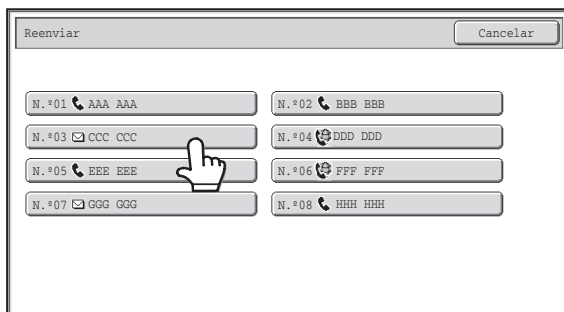 Reenviar Cancelar
N.º01 AAA AAA N.º02 BBB BBB
N.º03 CCC CCC N.º04 DDD DDD
N.º05 EEE EEE N.º06 FFF FFF
N.º07 GGG GGG N.º08 HHH HHH